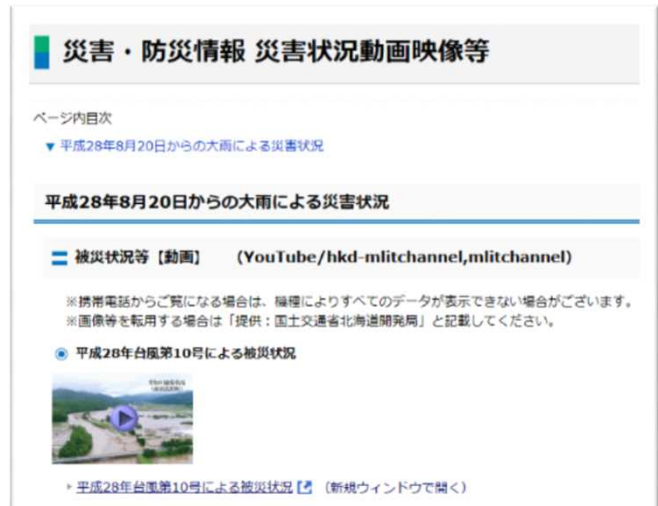 災害・防災情報 災害状況動画映像等
ページ内目次
▼ 平成28年8月20日からの大雨による災害状況
平成28年8月20日からの大雨による災害状況
被災状況等【動画】 (YouTube/hkd-mlitchannel,mlitchannel)
※携帯電話からご覧になる場合は、機種によりすべてのデータが表示できない場合がございます。
※画像等を転用する場合は「提供：国土交通省北海道開発局」と記載してください。
平成28年台風第10号による被災状況
平成28年台風第10号による被災状況 (新規ウィンドウで開く)